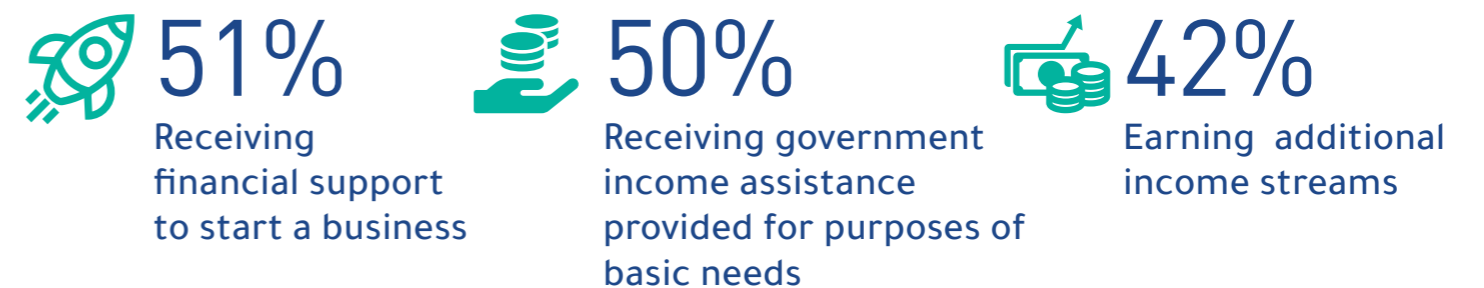 51%
Receiving
financial support
to start a business
50%
Receiving government
income assistance
provided for purposes of
basic needs
42%
Earning additional
income streams